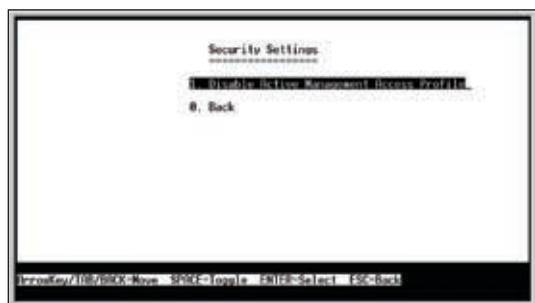 Security Settings
=================
1. Disable Active Management Access Profile
0. Back
ArrowKey/TAB/BACK-Move SPACE-Toggle ENTER-Select ESC-Back